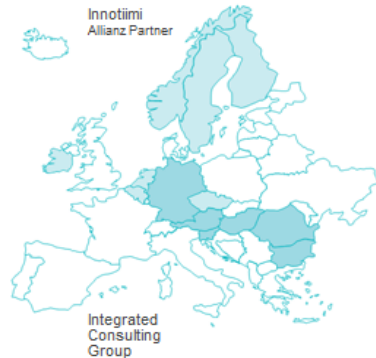 Innotiimi
Allianz Partner
Integrated
Consulting
Group